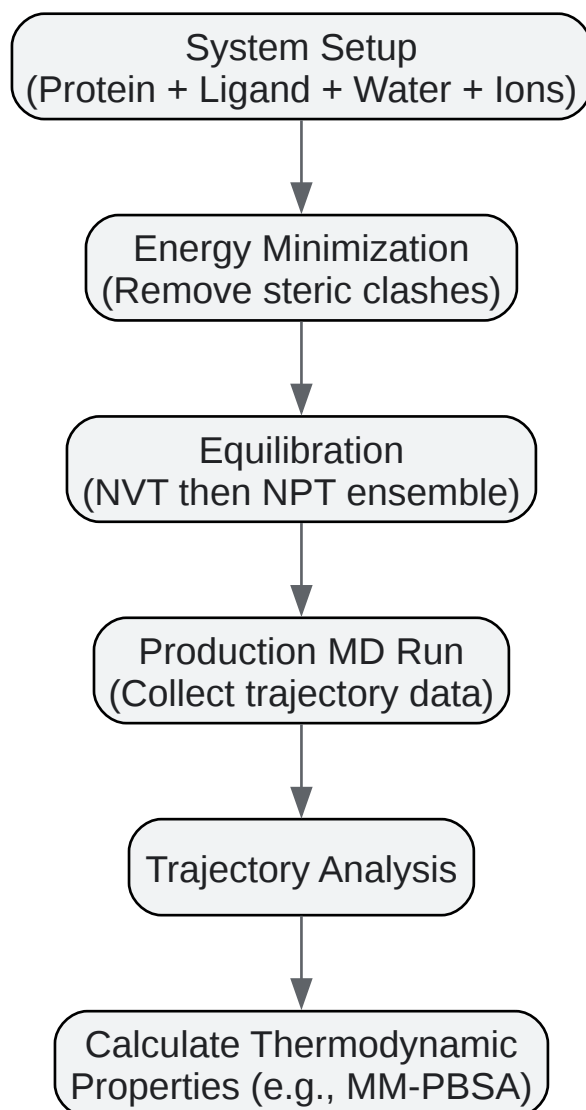 System Setup
(Protein + Ligand + Water + Ions)
Energy Minimization
(Remove steric clashes)
Equilibration
(NVT then NPT ensemble)
Production MD Run
(Collect trajectory data)
Trajectory Analysis
Calculate Thermodynamic
Properties (e.g., MM-PBSA)